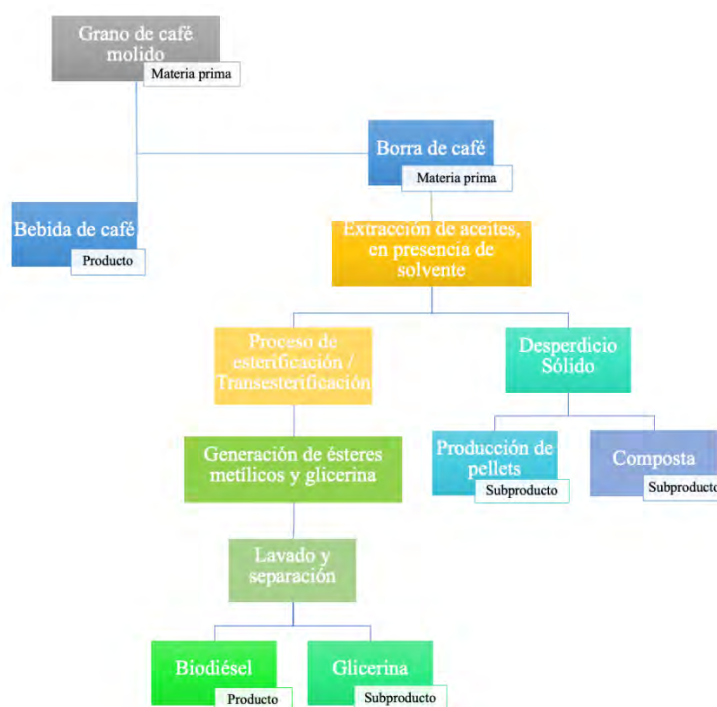 Grano de café
molido
Materia prima
Borra de café
Materia prima
Bebida de café
Producto
Extracción de aceites,
en presencia de
solvente
Proceso de
esterificación /
Transesterificación
Desperdicio
Sólido
Generación de ésteres
metílicos y glicerina
Producción de
pellets
Subproducto
Composta
Subproducto
Lavado y
separación
Biodiésel
Producto
Glicerina
Subproducto